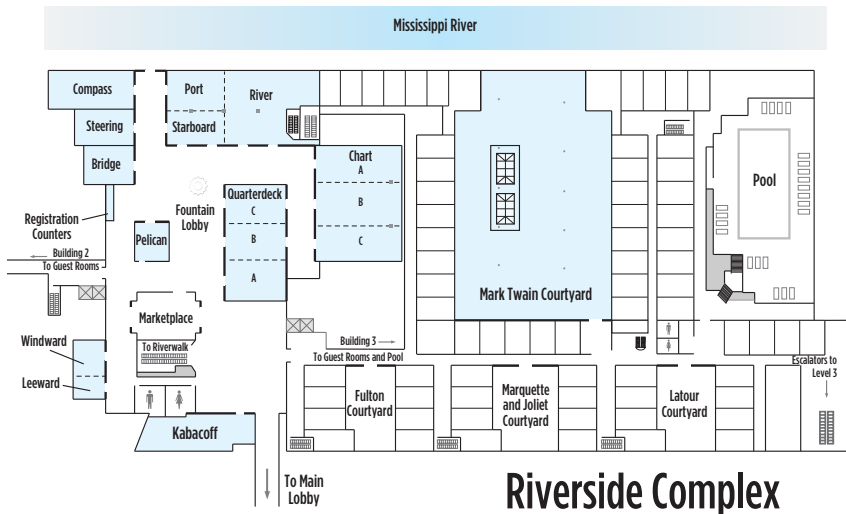 Mississippi River
Compass
Port
River
Steering
Starboard
Bridge
Chart
A
Pool
Quarterdeck
C
B
Registration
Counters
Fountain
Lobby
Pelican
B
C
Building 2
To Guest Rooms
A
Mark Twain Courtyard
Marketplace
Windward
To Riverwalk
Building 3
To Guest Rooms and Pool
Escalators to
Level 3
Leeward
Fulton
Courtyard
Marquette
and Joliet
Courtyard
Latour
Courtyard
Kabacoff
To Main
Lobby
Riverside Complex